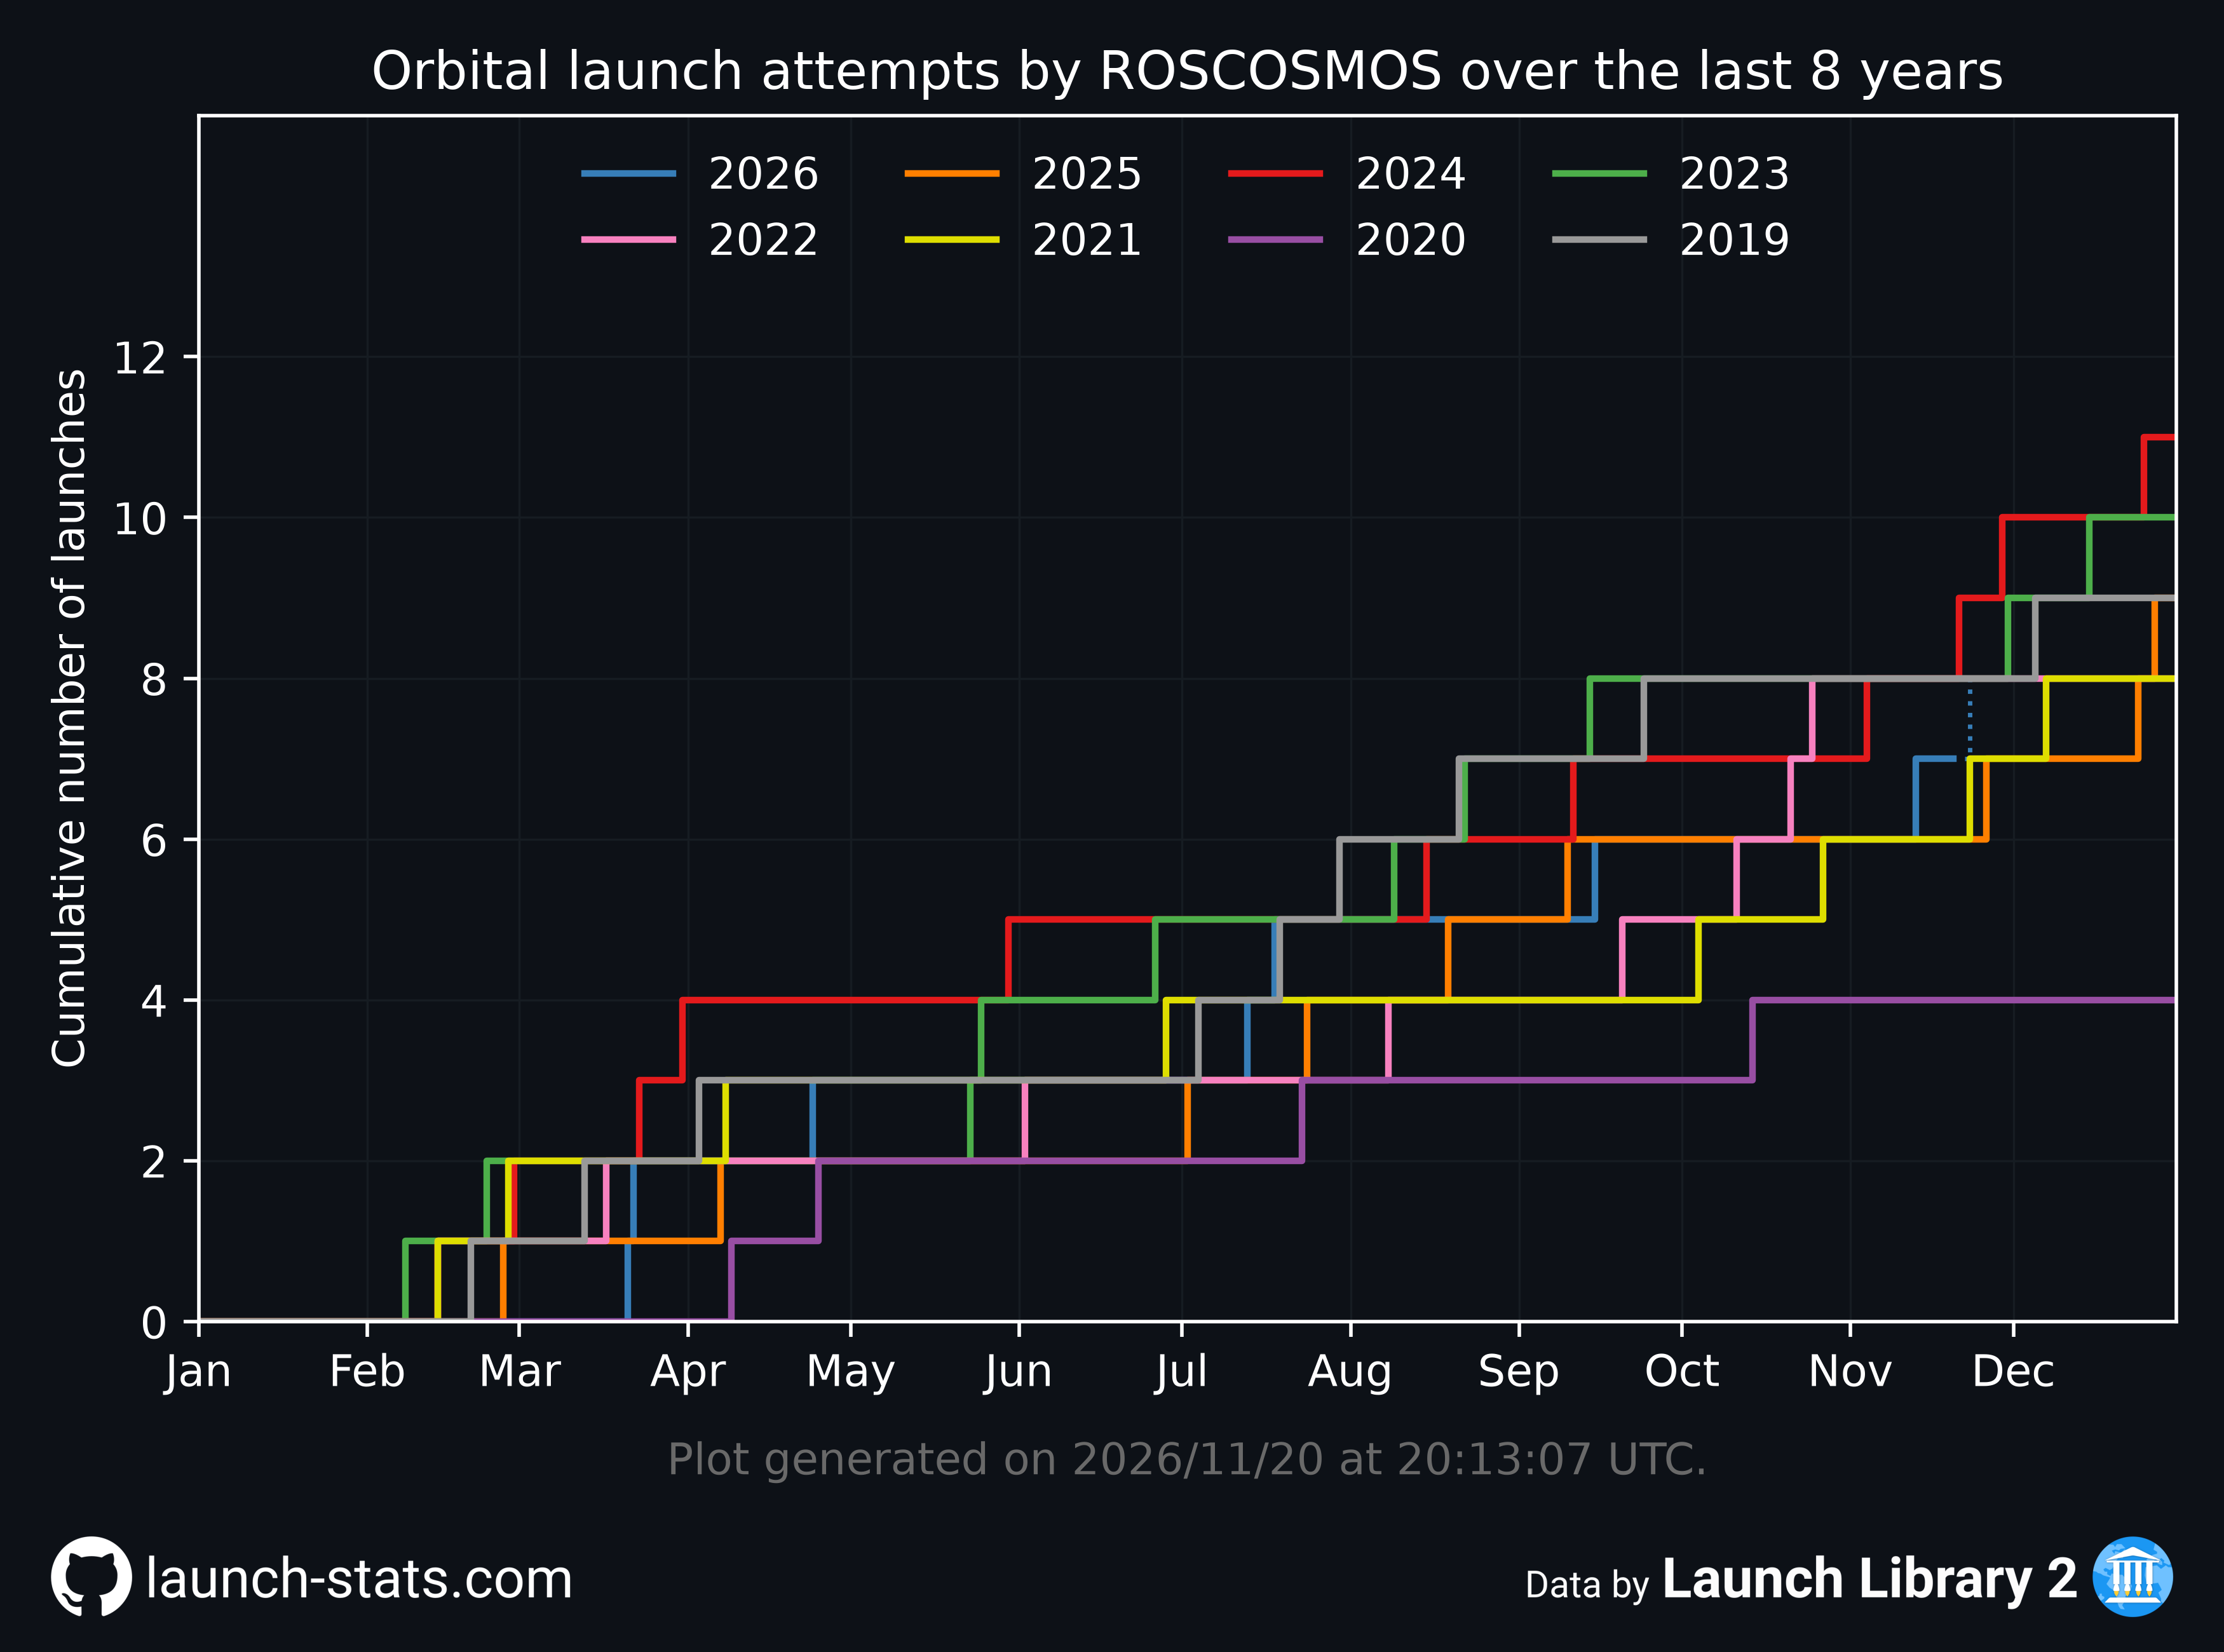 Orbital launch attempts by ROSCOSMOS over the last 8 years
2026 2025 2024 2023
2022 2021 2020 2019
Cumulative number of launches
12
10
8
6
4
2
0
Jan Feb Mar Apr May Jun Jul Aug Sep Oct Nov Dec
Plot generated on 2026/11/20 at 20:13:07 UTC.
launch-stats.com
Data by Launch Library 2